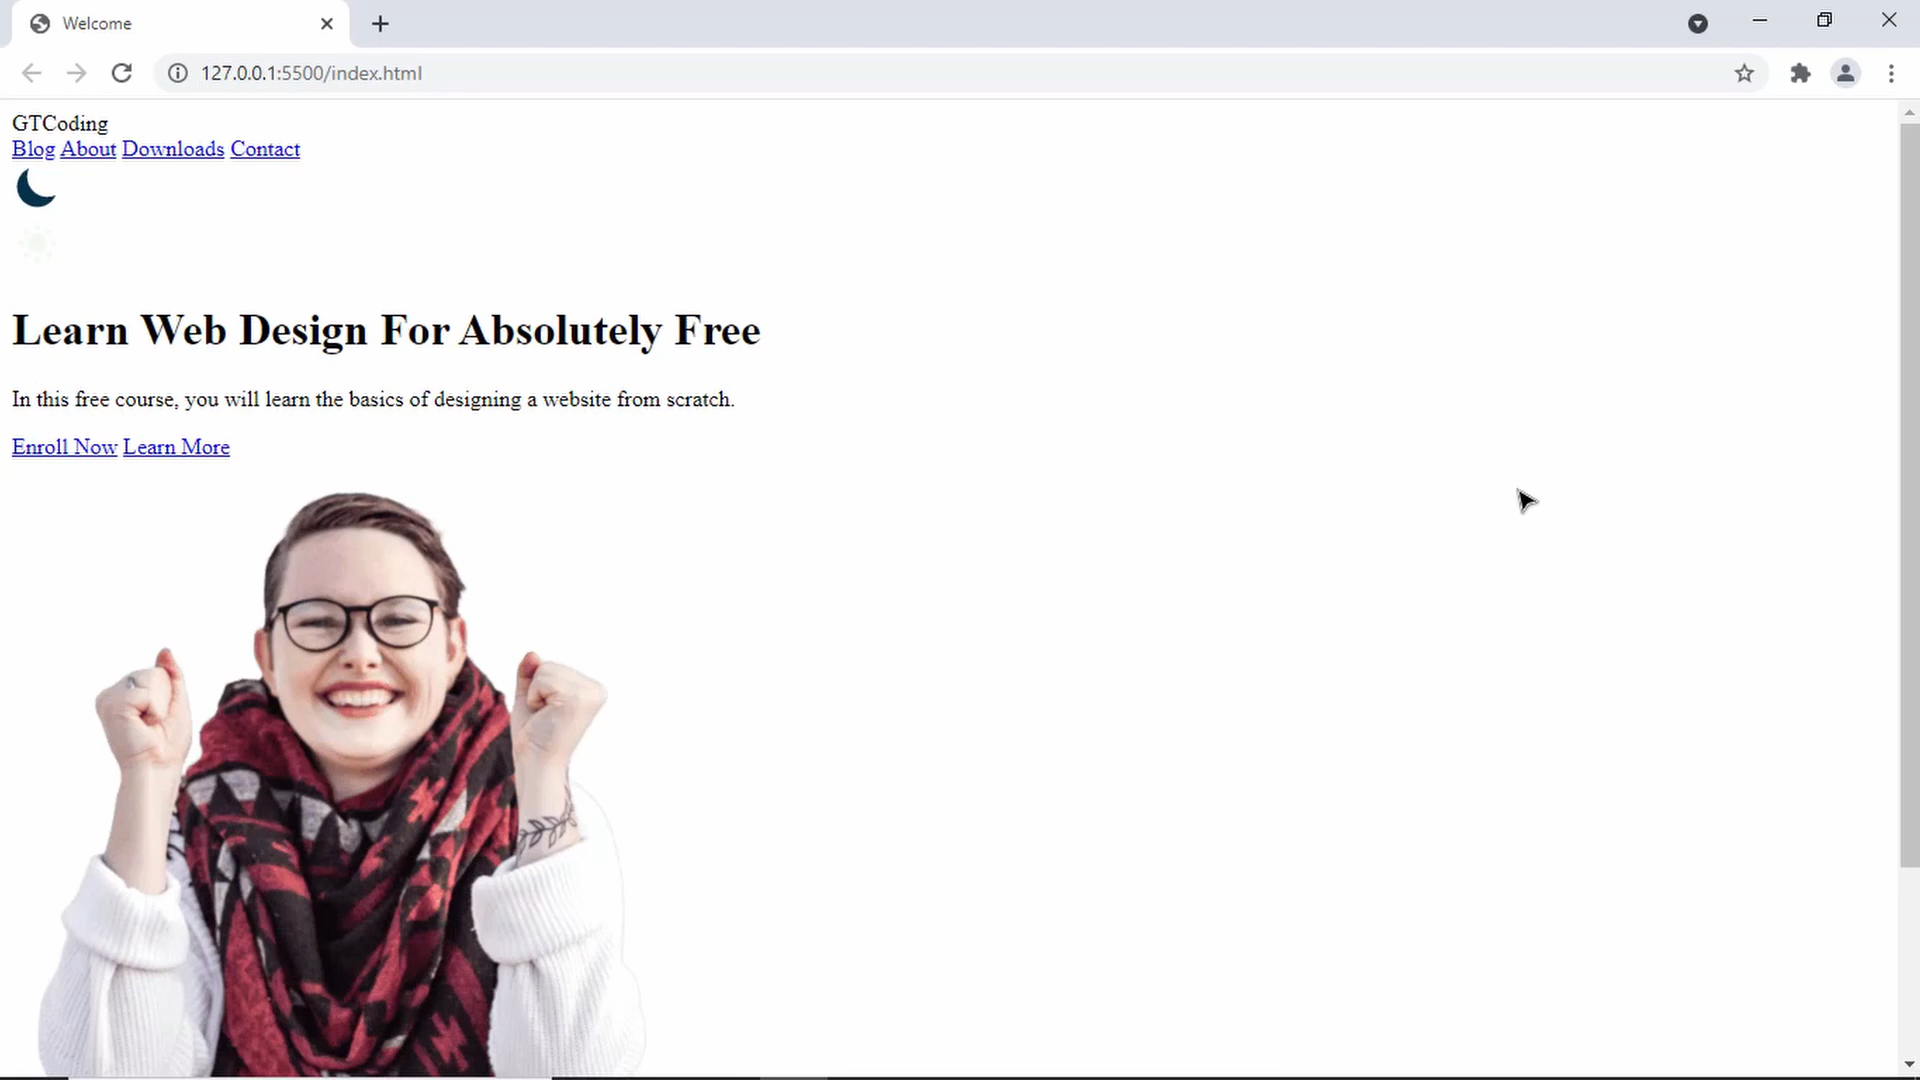 Welcome
127.0.0.1:5500/index.html
GTCoding
Blog About Downloads Contact
Learn Web Design For Absolutely Free
In this free course, you will learn the basics of designing a website from scratch.
Enroll Now Learn More